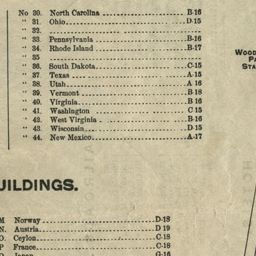 No 30. North Carolina B-16
" 31. Ohio D-15
" 32.
" 33. Pennsylvania B-16
" 34. Rhode Island B-17
" 35
" 36. South Dakota C-15
" 37. Texas A-15
" 38. Utah A 16
" 39. Vermont B-18
" 40. Virginia B 16
" 41. Washington C 15
" 42. West Virginia B-16
" 43. Wisconsin D-15
" 44. New Mexico A-17
WOOD
PA
STA
UILDINGS.
M Norway D-18
N. Austria D 19
O. Ceylon C-18
P France C-18
Q Japan G-16